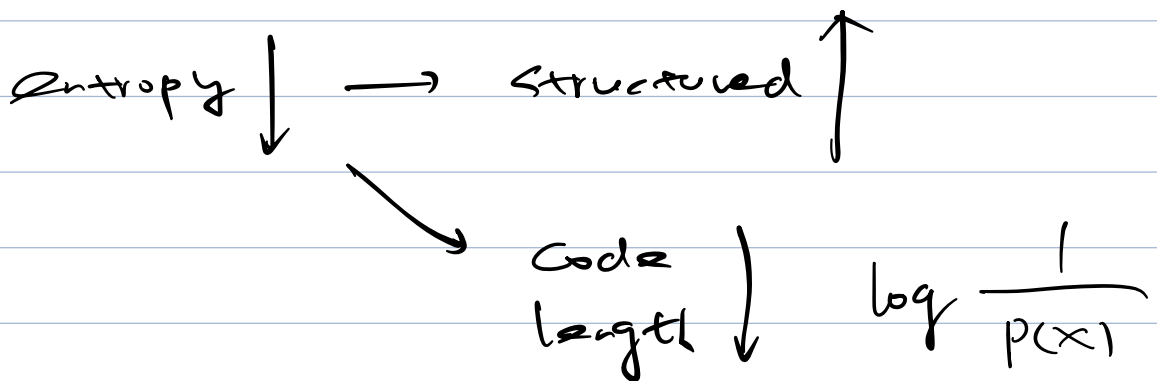 entropy ↓ → structured ↑
↘ code length ↓ log 1/p(x)